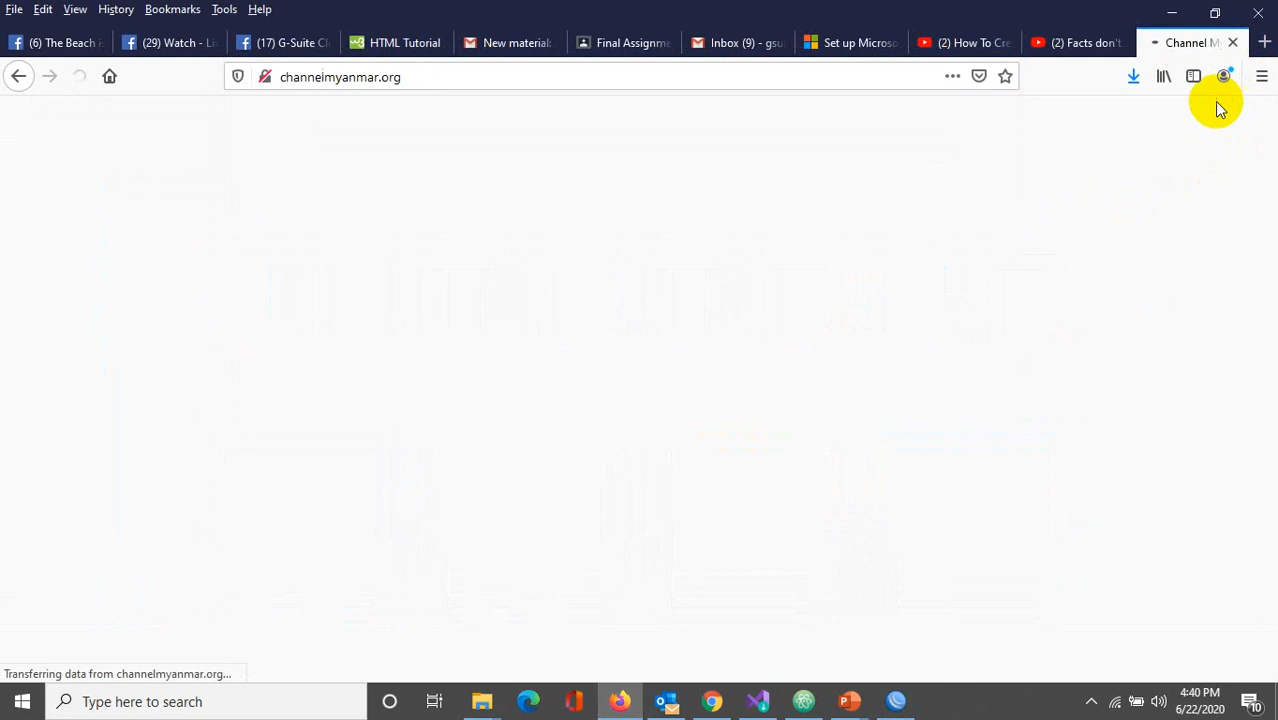 File Edit View History Bookmarks Tools Help
(6) The Beach is (29) Watch - Li (17) G-Suite Cl HTML Tutorial New material: Final Assignme Inbox (9) - gsu Set up Microso (2) How To Cre (2) Facts don't Channel M
channelmyanmar.org
Transferring data from channelmyanmar.org...
Type here to search
4:40 PM
6/22/2020
10